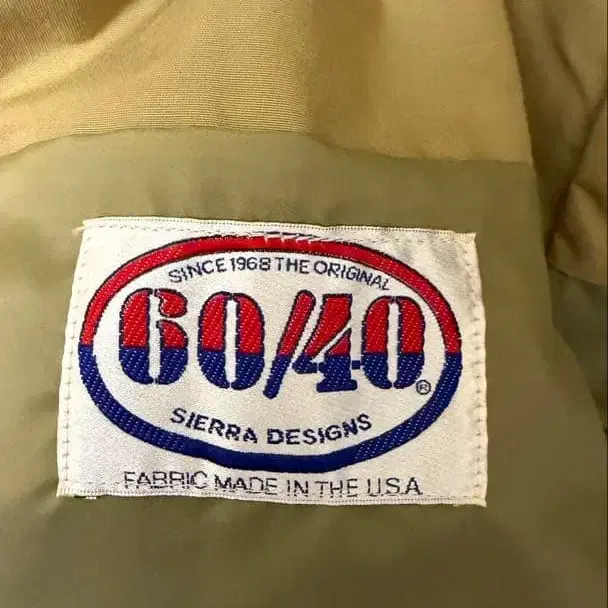 SINCE 1968 THE ORIGINAL
60/40®
SIERRA DESIGNS
FABRIC MADE IN THE U.S.A